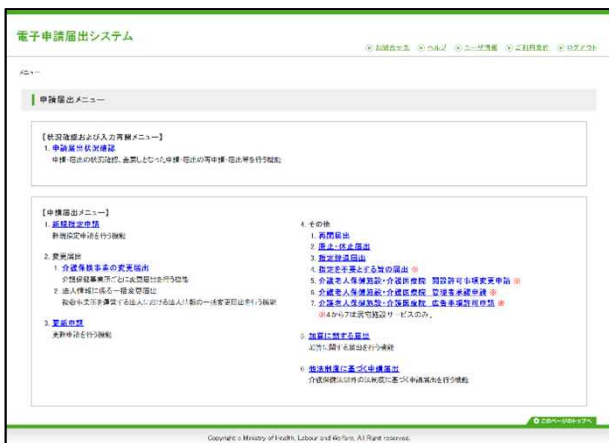 電子申請届出システム
お問合せ先 ヘルプ ユーザ情報 ご利用条件 ログアウト
メニュー
申請届出メニュー
【状況確認および入力再開メニュー】
1. 申請届出状況確認
申請・届出の状況確認、差戻しとなった申請・届出の再申請・届出等を行う機能
【申請届出メニュー】
1. 新規指定申請
新規指定申請を行う機能
2. 変更届出
1. 介護保険事業の変更届出
介護保険事業所ごとに変更届出を行う機能
2. 法人情報に係る一括変更届出
複数事業所を運営する法人における法人情報の一括変更届出を行う機能
3. 更新申請
更新申請を行う機能
4. その他
1. 再開届出
2. 廃止・休止届出
3. 指定辞退届出
4. 指定を不要とする旨の届出 ※
5. 介護老人保健施設・介護医療院 開設許可事項変更申請 ※
6. 介護老人保健施設・介護医療院 管理者承認申請 ※
7. 介護老人保健施設・介護医療院 広告事項許可申請 ※
※4から7は居宅施設サービスのみ。
5. 加算に関する届出
加算に関する届出を行う機能
6. 他法制度に基づく申請届出
介護保険法以外の法制度に基づく申請届出を行う機能
このページのトップへ
Copyright © Ministry of Health, Labour and Welfare, All Right reserved.